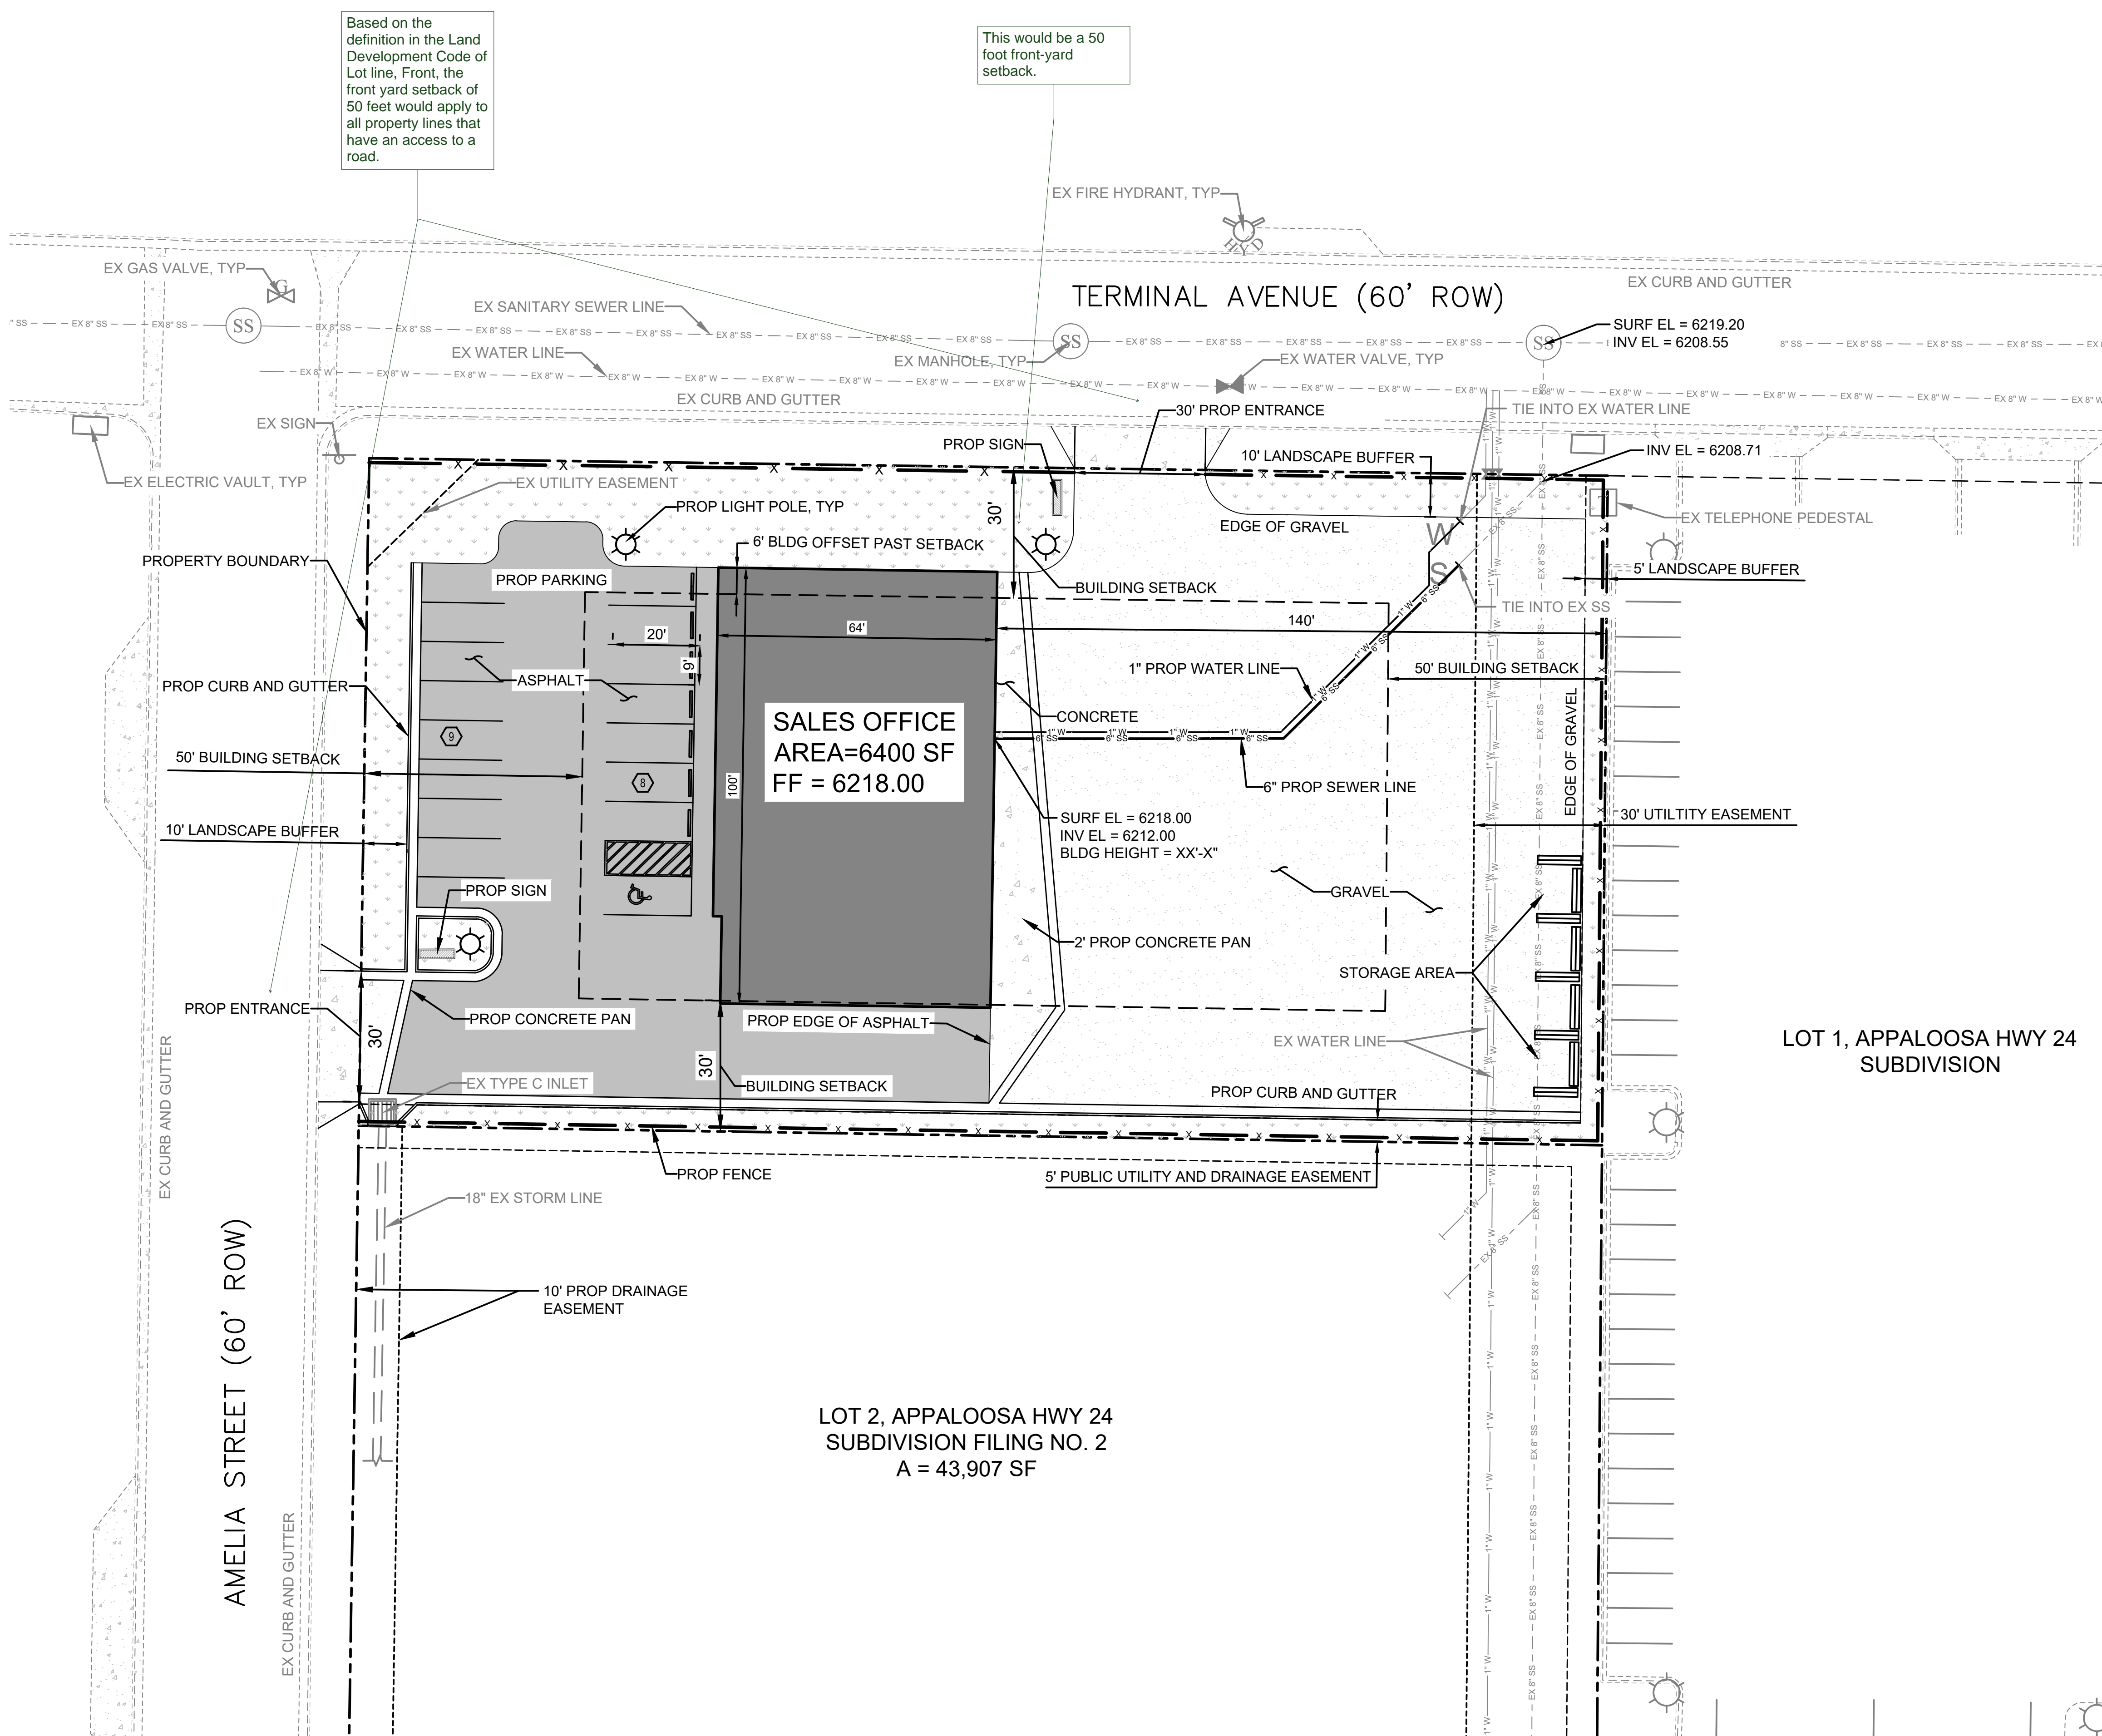 Based on the
definition in the Land
Development Code of
Lot line, Front, the
front yard setback of
50 feet would apply to
all property lines that
have an access to a
road.
This would be a 50
foot front-yard
setback.
EX FIRE HYDRANT, TYP
HYD
EX GAS VALVE, TYP
G
EX CURB AND GUTTER
TERMINAL AVENUE (60' ROW)
EX SANITARY SEWER LINE
SS
SS
SS
SURF EL = 6219.20
INV EL = 6208.55
EX 8" SS
EX WATER LINE
EX MANHOLE, TYP
EX WATER VALVE, TYP
EX 8" W
EX CURB AND GUTTER
30' PROP ENTRANCE
TIE INTO EX WATER LINE
EX SIGN
PROP SIGN
10' LANDSCAPE BUFFER
INV EL = 6208.71
EX ELECTRIC VAULT, TYP
EX UTILITY EASEMENT
PROP LIGHT POLE, TYP
30'
EDGE OF GRAVEL
W
EX TELEPHONE PEDESTAL
6' BLDG OFFSET PAST SETBACK
PROPERTY BOUNDARY
PROP PARKING
S
5' LANDSCAPE BUFFER
BUILDING SETBACK
TIE INTO EX SS
20'
64'
140'
9'
1" PROP WATER LINE
50' BUILDING SETBACK
ASPHALT
PROP CURB AND GUTTER
SALES OFFICE
AREA=6400 SF
FF = 6218.00
CONCRETE
EDGE OF GRAVEL
1" W
6" SS
9
50' BUILDING SETBACK
8
100'
6" PROP SEWER LINE
SURF EL = 6218.00
INV EL = 6212.00
BLDG HEIGHT = XX'-X"
30' UTILTITY EASEMENT
10' LANDSCAPE BUFFER
PROP SIGN
GRAVEL
2' PROP CONCRETE PAN
STORAGE AREA
PROP ENTRANCE
PROP CONCRETE PAN
PROP EDGE OF ASPHALT
30'
EX WATER LINE
LOT 1, APPALOOSA HWY 24
SUBDIVISION
30'
EX TYPE C INLET
BUILDING SETBACK
PROP CURB AND GUTTER
EX CURB AND GUTTER
PROP FENCE
5' PUBLIC UTILITY AND DRAINAGE EASEMENT
18" EX STORM LINE
AMELIA STREET (60' ROW)
10' PROP DRAINAGE
EASEMENT
LOT 2, APPALOOSA HWY 24
SUBDIVISION FILING NO. 2
A = 43,907 SF
EX CURB AND GUTTER